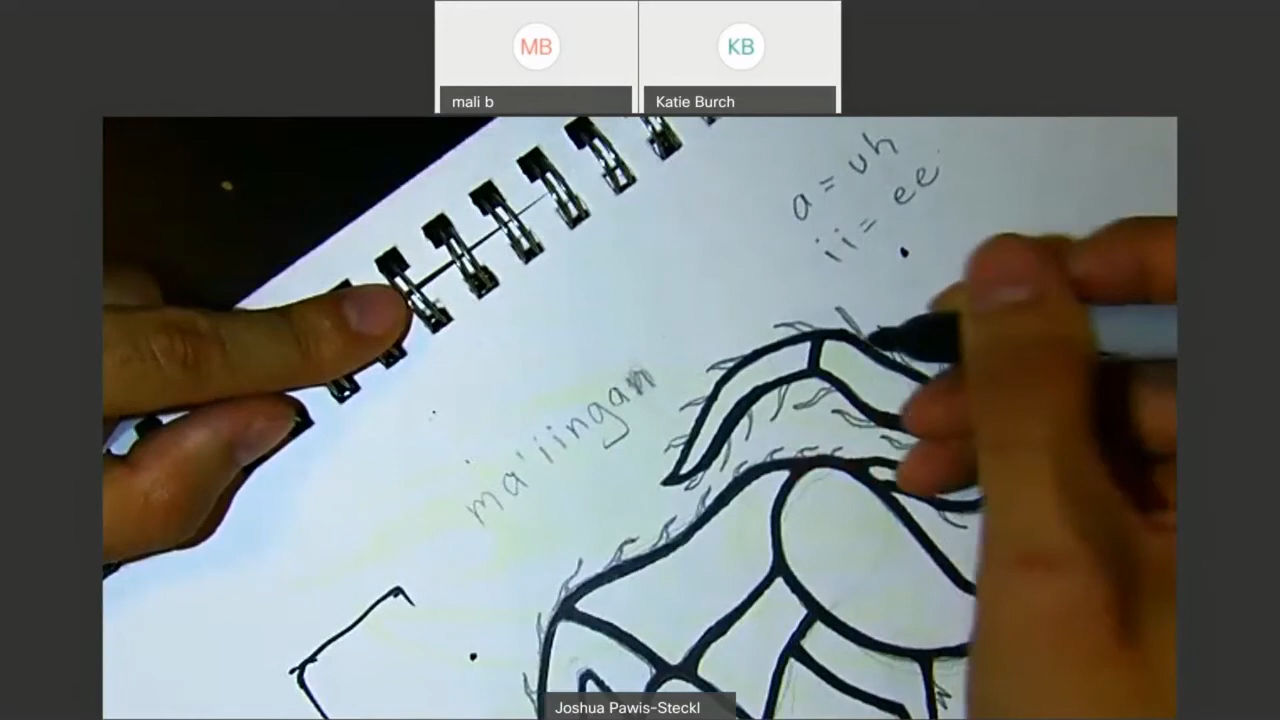 MB
KB
mali b
Katie Burch
a = uh
ii = ee
ma'iingan
Joshua Pawis-Steckl